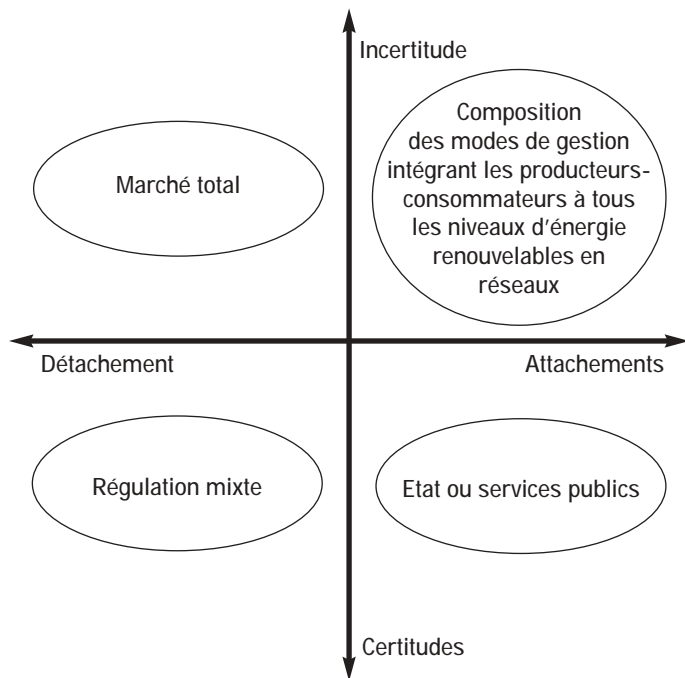 Incertitude
Marché total
Composition
des modes de gestion
intégrant les producteurs-
consommateurs à tous
les niveaux d'énergie
renouvelables en
réseaux
Détachement
Attachements
Régulation mixte
Etat ou services publics
Certitudes